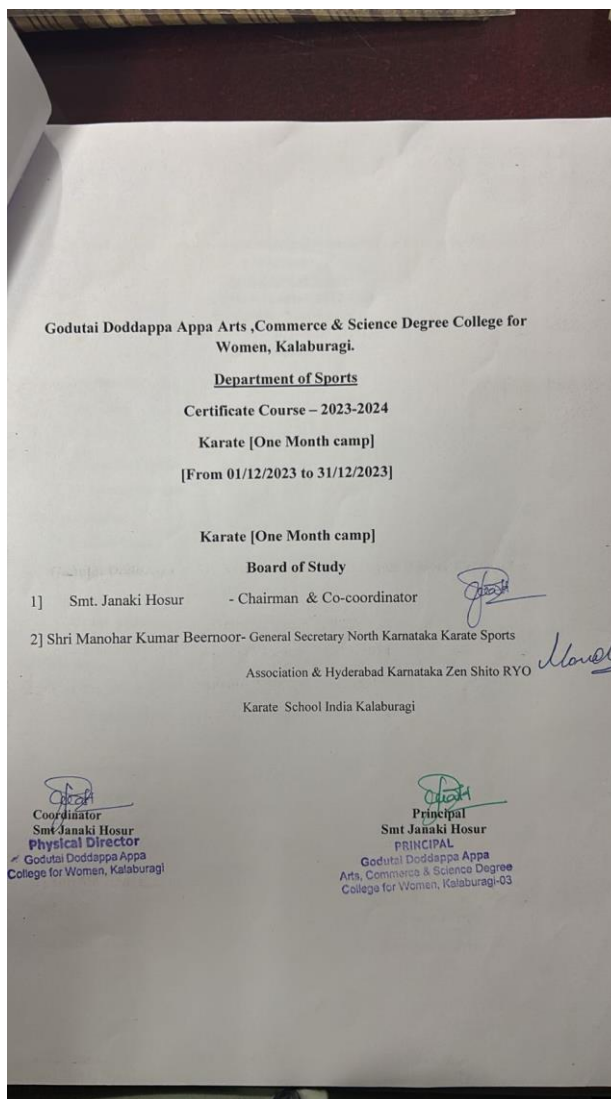 Godutai Doddappa Appa Arts ,Commerce & Science Degree College for
Women, Kalaburagi.
Department of Sports
Certificate Course – 2023-2024
Karate [One Month camp]
[From 01/12/2023 to 31/12/2023]
Karate [One Month camp]
Board of Study
1] Smt. Janaki Hosur - Chairman & Co-coordinator
2] Shri Manohar Kumar Beernoor- General Secretary North Karnataka Karate Sports
Association & Hyderabad Karnataka Zen Shito RYO
Karate School India Kalaburagi
Coordinator
Smt Janaki Hosur
Physical Director
Godutai Doddappa Appa
College for Women, Kalaburagi
Principal
Smt Janaki Hosur
PRINCIPAL
Godutai Doddappa Appa
Arts, Commerce & Science Degree
College for Women, Kalaburagi-03